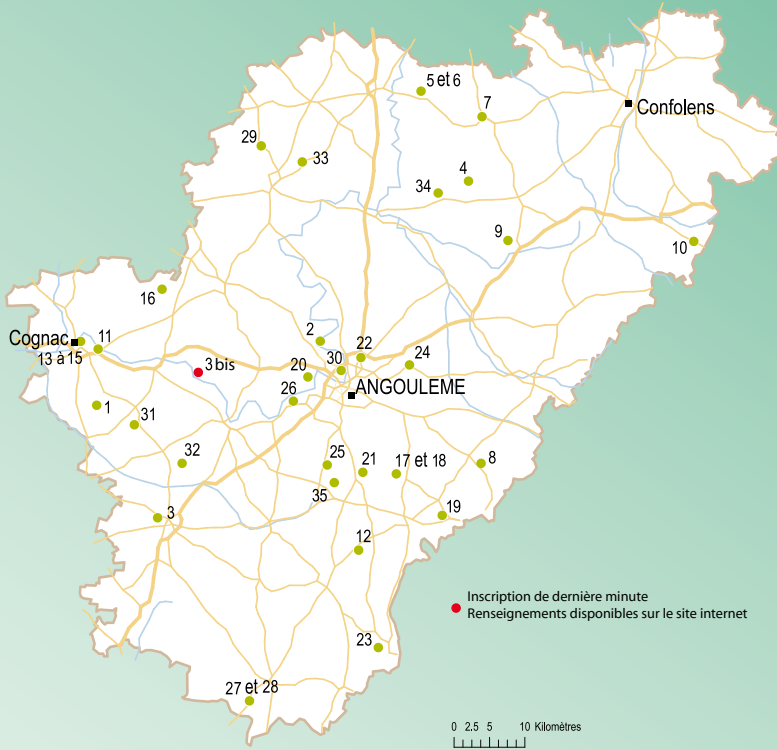 5 et 6
7
Confolens
29
33
4
34
9
10
16
Cognac
11
13 à 15
2
22
3 bis
30
24
20
ANGOULEME
26
1
31
32
25
21
17 et 18
8
35
3
19
12
Inscription de dernière minute
Renseignements disponibles sur le site internet
23
27 et 28
0 2.5 5 10 Kilomètres